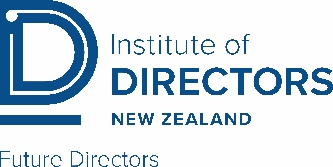 Institute of
DIRECTORS
NEW ZEALAND
Future Directors